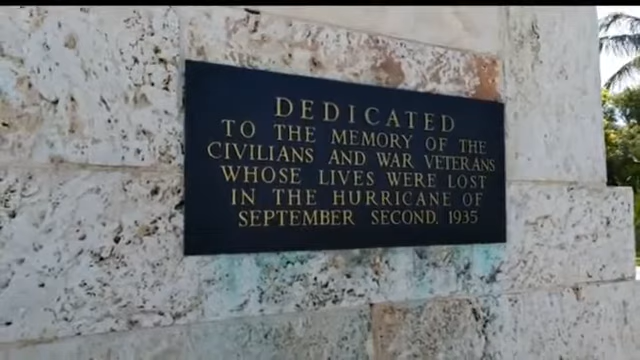 DEDICATED
TO THE MEMORY OF THE
CIVILIANS AND WAR VETERANS
WHOSE LIVES WERE LOST
IN THE HURRICANE OF
SEPTEMBER SECOND, 1935